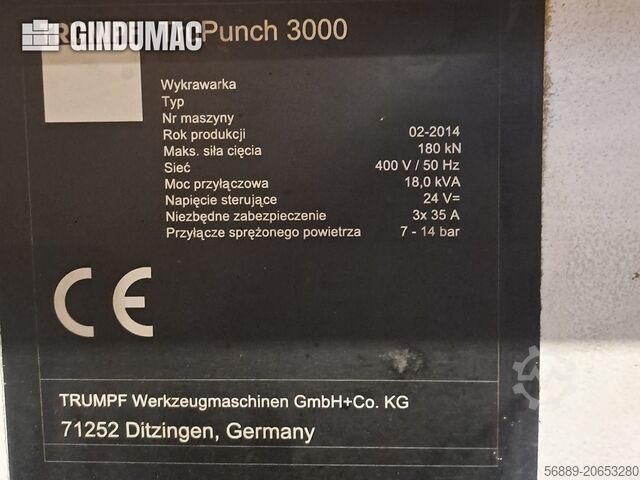 GINDUMAC
Punch 3000
Wykrawarka
Typ
Nr maszyny
Rok produkcji 02-2014
Maks. siła cięcia 180 kN
Sieć 400 V / 50 Hz
Moc przyłączowa 18,0 kVA
Napięcie sterujące 24 V=
Niezbędne zabezpieczenie 3x 35 A
Przyłącze sprężonego powietrza 7 - 14 bar
CE
TRUMPF Werkzeugmaschinen GmbH+Co. KG
71252 Ditzingen, Germany
56889-20653280